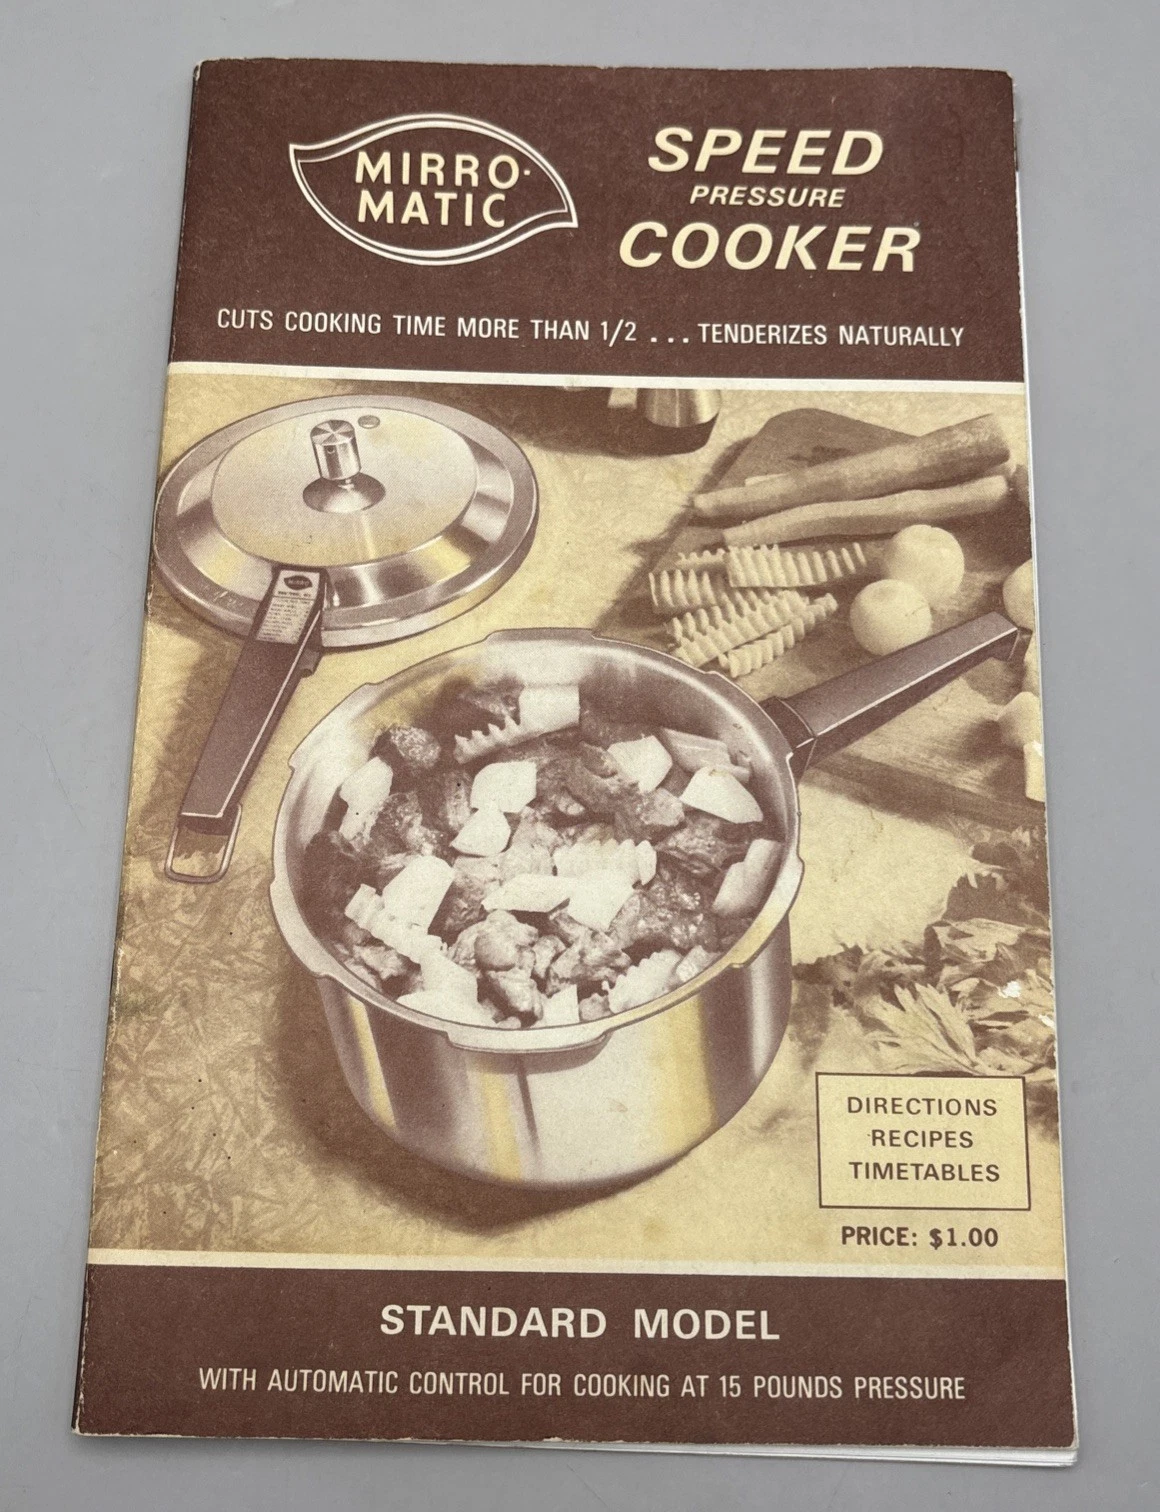 MIRRO-
MATIC
SPEED
PRESSURE
COOKER
CUTS COOKING TIME MORE THAN 1/2 ... TENDERIZES NATURALLY
MIRRO
DIRECTIONS
RECIPES
TIMETABLES
PRICE: $1.00
STANDARD MODEL
WITH AUTOMATIC CONTROL FOR COOKING AT 15 POUNDS PRESSURE